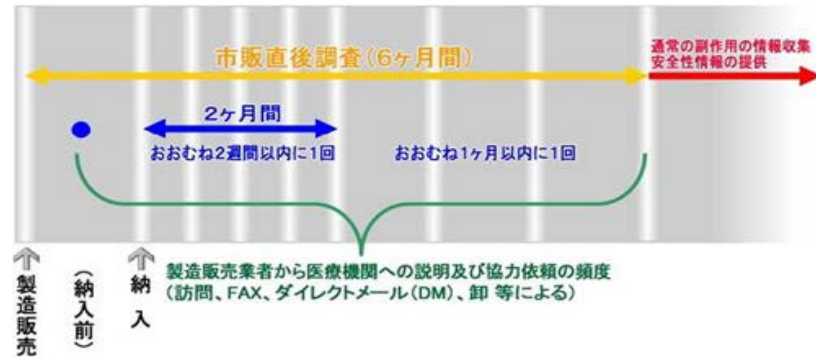 市販直後調査(6ヶ月間)
通常の副作用の情報収集
安全性情報の提供
2ヶ月間
おおむね2週間以内に1回
おおむね1ヶ月以内に1回
製造販売
(納入前)
納入
製造販売業者から医療機関への説明及び協力依頼の頻度
(訪問、FAX、ダイレクトメール(DM)、卸 等による)